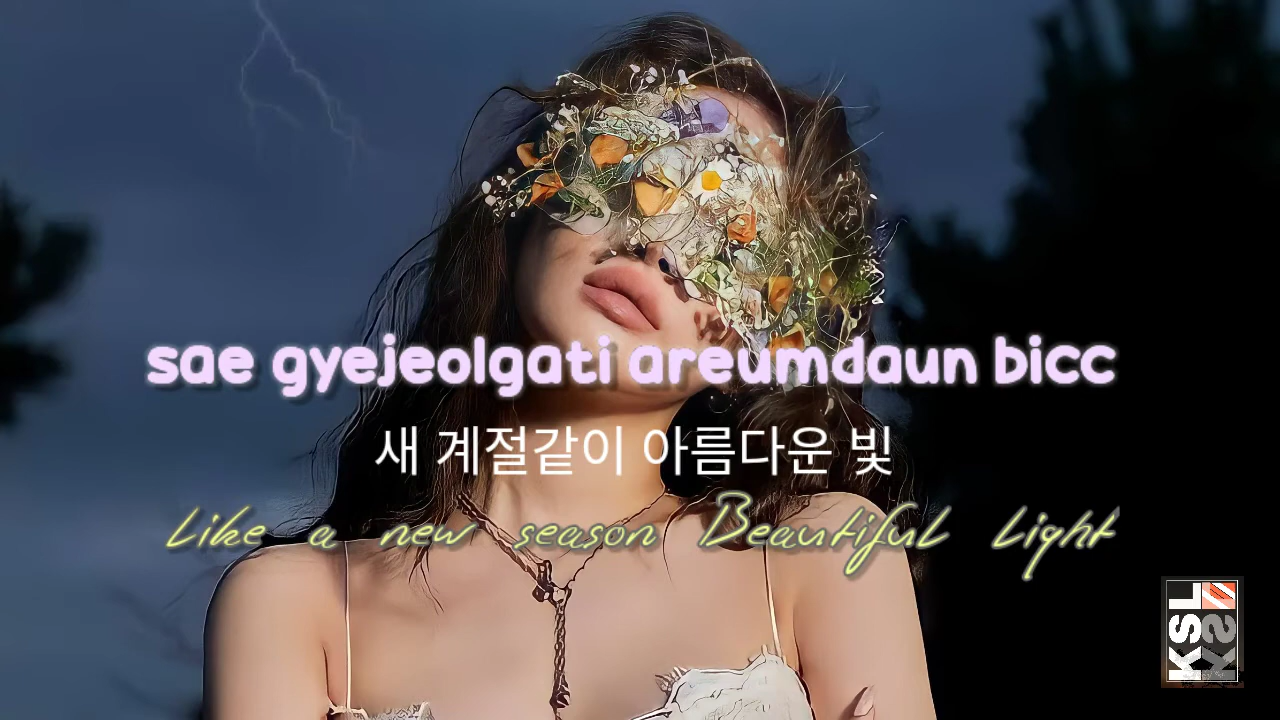 sae gyejeolgati areumdaun bicc
새 계절같이 아름다운 빛
Like a new season Beautiful Light
KSL